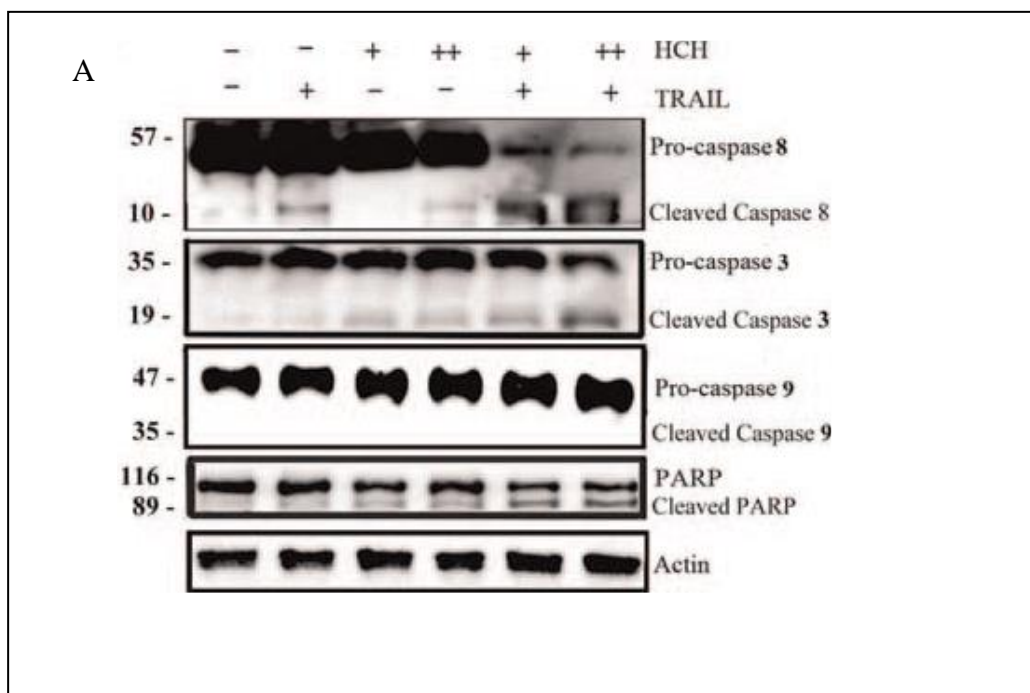 A
- - + ++ + ++ HCH
- + - - + + TRAIL
57 - Pro-caspase 8
10 - Cleaved Caspase 8
35 - Pro-caspase 3
19 - Cleaved Caspase 3
47 - Pro-caspase 9
35 - Cleaved Caspase 9
116 - PARP
89 - Cleaved PARP
Actin